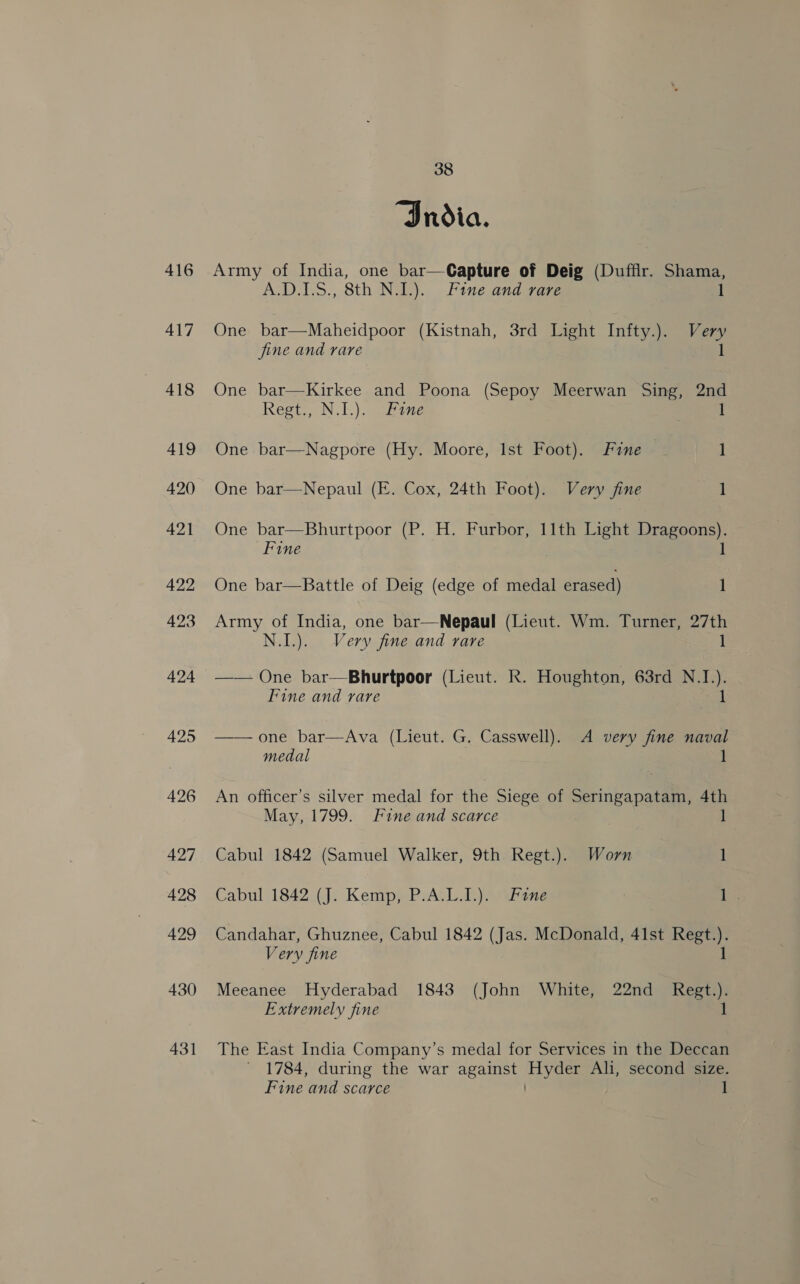 38
India.
416 Army of India, one bar—Capture of Deig (Duffir. Shama,
A.D.I.S., 8th N.I.). Fine and rare 1
417 One bar—Maheidpoor (Kistnah, 3rd Light Infty.). Very
fine and rare 1
418 One bar—Kirkee and Poona (Sepoy Meerwan Sing, 2nd
Regt., N.I.). Fine 1
419 One bar—Nagpore (Hy. Moore, 1st Foot). Fine 1
420 One bar—Nepaul (E. Cox, 24th Foot). Very fine 1
421 One bar—Bhurtpoor (P. H. Furbor, 11th Light Dragoons).
Fine 1
422 One bar—Battle of Deig (edge of medal erased) 1
423 Army of India, one bar—Nepaul (Lieut. Wm. Turner, 27th
N.I.). Very fine and rare 1
424 —— One bar—Bhurtpoor (Lieut. R. Houghton, 63rd N.I.).
Fine and rare 1
425 —— one bar—Ava (Lieut. G. Casswell). A very fine naval
medal 1
426 An officer's silver medal for the Siege of Seringapatam, 4th
May, 1799. Fine and scarce 1
427 Cabul 1842 (Samuel Walker, 9th Regt.). Worn 1
428 Cabul 1842 (J. Kemp, P.A.L.I.). Fine 1
429 Candahar, Ghuznee, Cabul 1842 (Jas. McDonald, 41st Regt.).
Very fine 1
430 Meeanee Hyderabad 1843 (John White, 22nd Regt.).
Extremely fine 1
431 The East India Company's medal for Services in the Deccan
1784, during the war against Hyder Ali, second size.
Fine and scarce 1